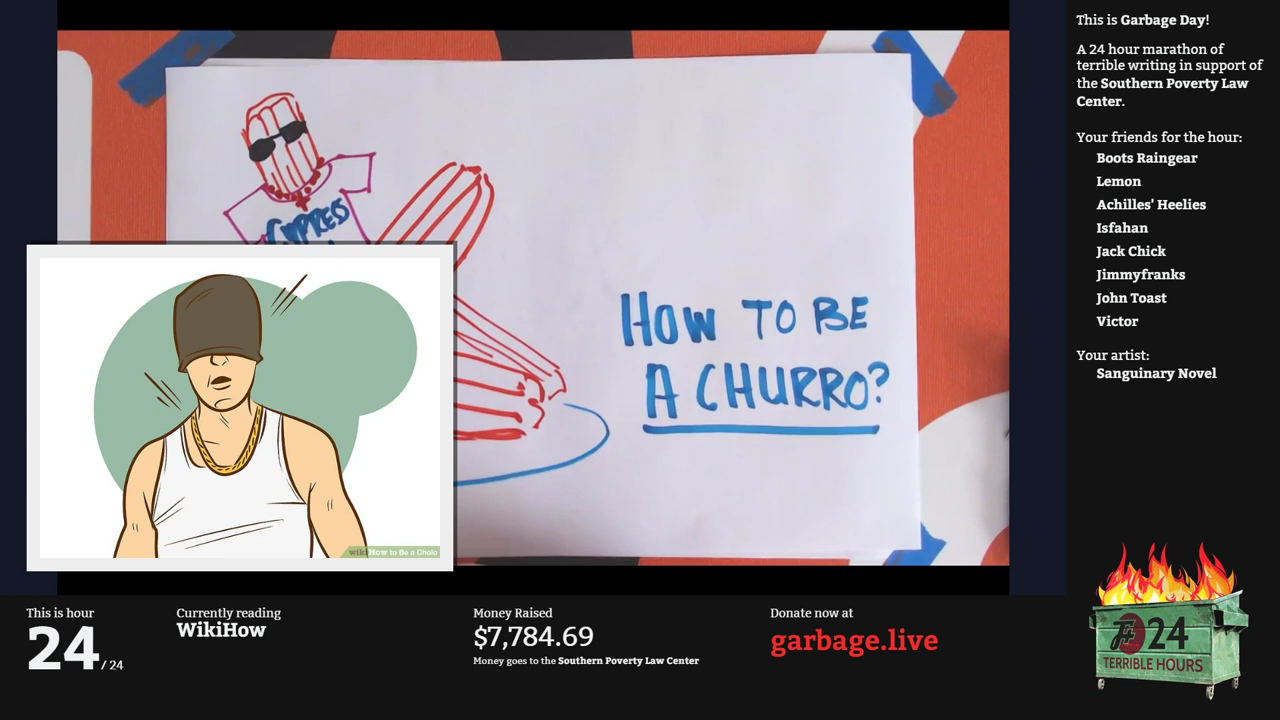 This is Garbage Day!
A 24 hour marathon of
terrible writing in support of
the Southern Poverty Law
Center.
Your friends for the hour:
Boots Raingear
Lemon
Achilles' Heelies
Isfahan
Jack Chick
Jimmyfranks
John Toast
Victor
Your artist:
Sanguinary Novel
CYPRESS
HOW TO BE
A CHURRO?
wikiHow to Be a Cholo
This is hour
24 / 24
Currently reading
WikiHow
Money Raised
$7,784.69
Money goes to the Southern Poverty Law Center
Donate now at
garbage.live
24
TERRIBLE HOURS